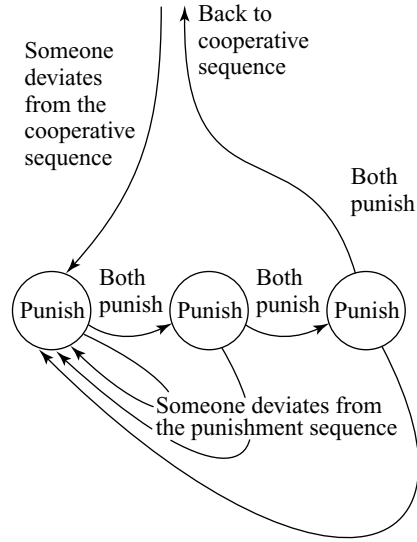 Back to
cooperative
sequence
Someone
deviates
from the
cooperative
sequence
Both
punish
Both
punish
Both
punish
Punish
Punish
Punish
Someone deviates from
the punishment sequence